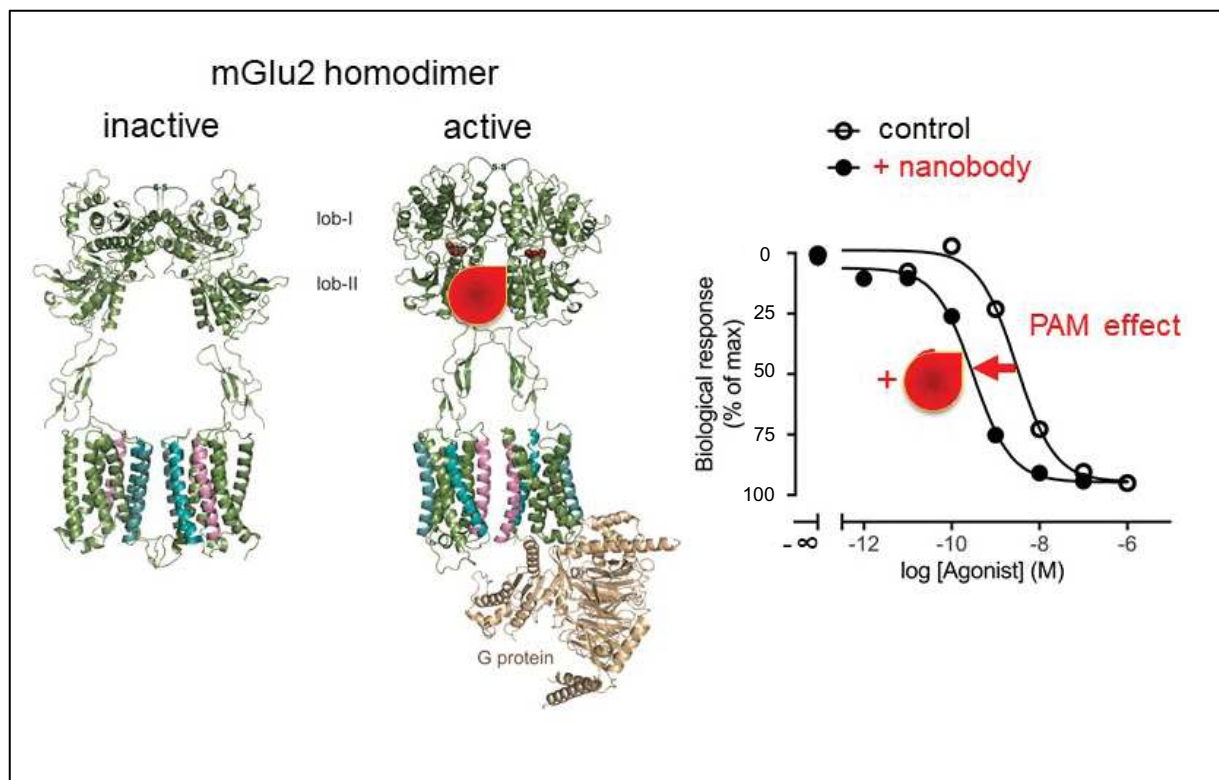 mGlu2 homodimer
inactive
active
s-s
s-s
lob-I
lob-II
G protein
control
+ nanobody
Biological response
(% of max)
0
25
50
75
100
PAM effect
+
- ∞
-12
-10
-8
-6
log [Agonist] (M)